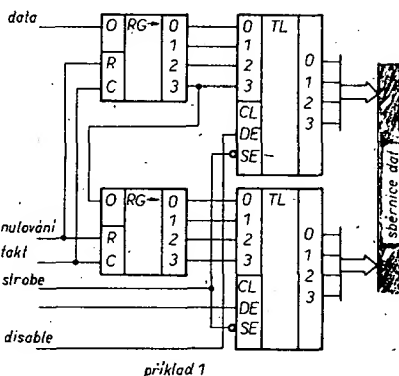 data
O RG→ 0
1
R 2
C 3
0 TL
1
2
3
CL
DE
SE
0
1
2
3
sběrnice dat
O RG→ 0
1
R 2
C 3
0 TL
1
2
3
CL
DE
SE
0
1
2
3
nulování
takt
strobe
disable
příklad 1